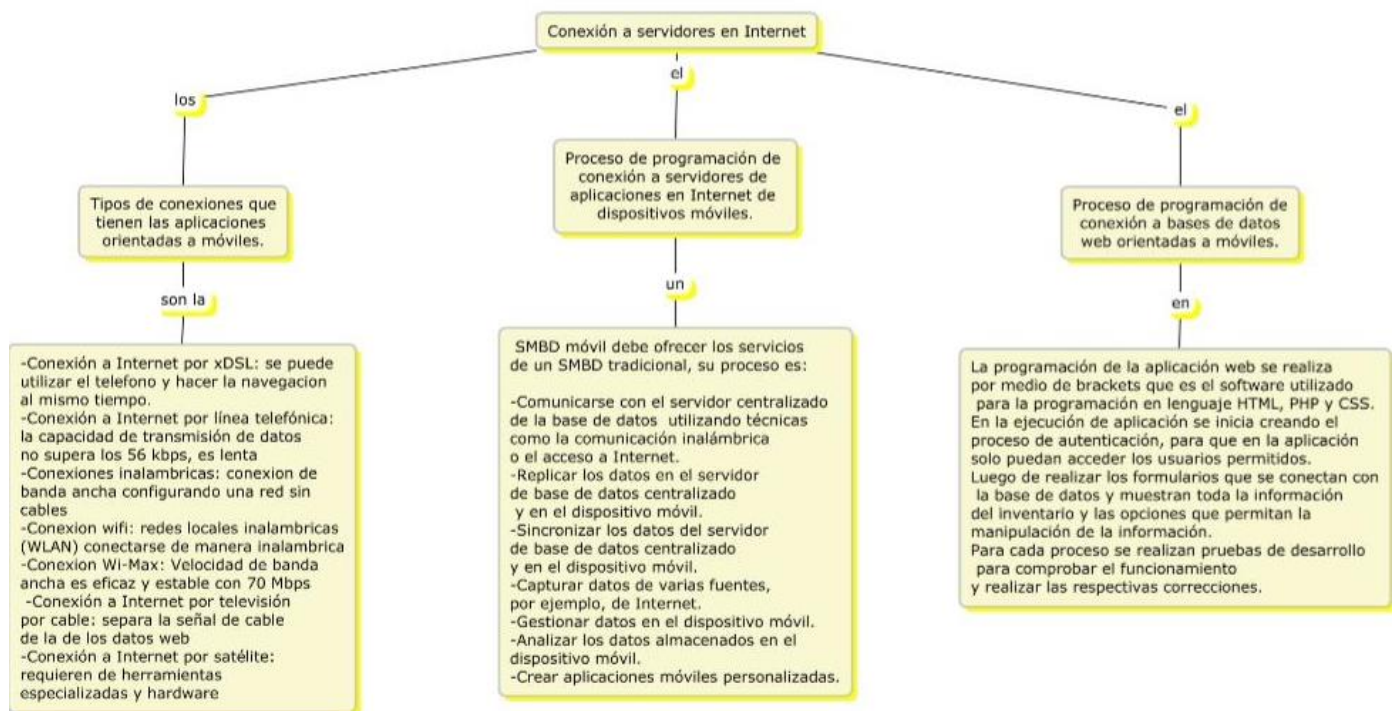 Conexión a servidores en Internet
los
el
el
Tipos de conexiones que
tienen las aplicaciones
orientadas a móviles.
Proceso de programación de
conexión a servidores de
aplicaciones en Internet de
dispositivos móviles.
Proceso de programación de
conexión a bases de datos
web orientadas a móviles.
son la
un
en
-Conexión a Internet por xDSL: se puede
utilizar el telefono y hacer la navegacion
al mismo tiempo.
-Conexión a Internet por línea telefónica:
la capacidad de transmisión de datos
no supera los 56 kbps, es lenta
-Conexiones inalambricas: conexion de
banda ancha configurando una red sin
cables
-Conexion wifi: redes locales inalambricas
(WLAN) conectarse de manera inalambrica
-Conexion Wi-Max: Velocidad de banda
ancha es eficaz y estable con 70 Mbps
-Conexión a Internet por televisión
por cable: separa la señal de cable
de la de los datos web
-Conexión a Internet por satélite:
requieren de herramientas
especializadas y hardware
SMBD móvil debe ofrecer los servicios
de un SMBD tradicional, su proceso es:
-Comunicarse con el servidor centralizado
de la base de datos utilizando técnicas
como la comunicación inalámbrica
o el acceso a Internet.
-Replicar los datos en el servidor
de base de datos centralizado
y en el dispositivo móvil.
-Sincronizar los datos del servidor
de base de datos centralizado
y en el dispositivo móvil.
-Capturar datos de varias fuentes,
por ejemplo, de Internet.
-Gestionar datos en el dispositivo móvil.
-Analizar los datos almacenados en el
dispositivo móvil.
-Crear aplicaciones móviles personalizadas.
La programación de la aplicación web se realiza
por medio de brackets que es el software utilizado
para la programación en lenguaje HTML, PHP y CSS.
En la ejecución de aplicación se inicia creando el
proceso de autenticación, para que en la aplicación
solo puedan acceder los usuarios permitidos.
Luego de realizar los formularios que se conectan con
la base de datos y muestran toda la información
del inventario y las opciones que permitan la
manipulación de la información.
Para cada proceso se realizan pruebas de desarrollo
para comprobar el funcionamiento
y realizar las respectivas correcciones.